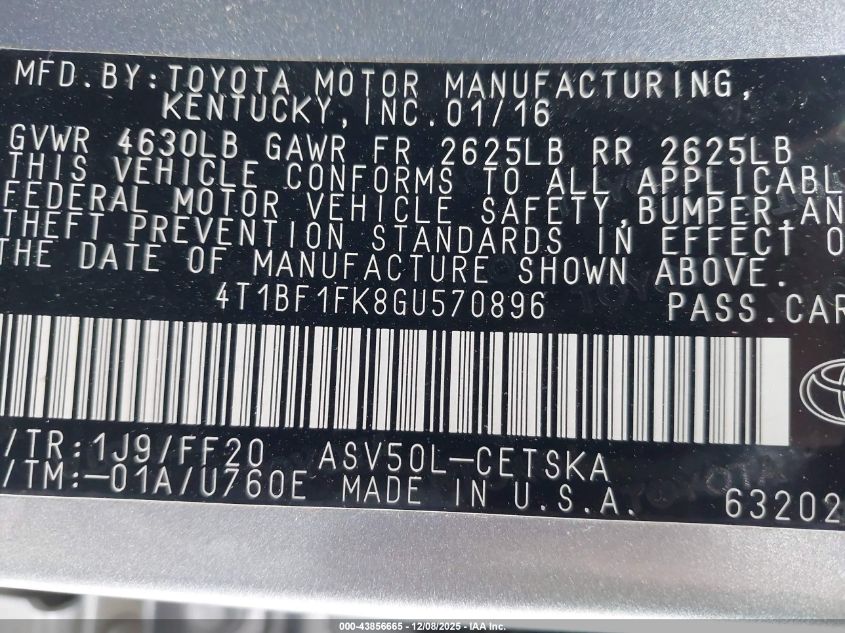 MFD.BY:TOYOTA MOTOR MANUFACTURING,
KENTUCKY, INC.01/16
GVWR 4630LB GAWR FR 2625LB RR 2625LB
THIS VEHICLE CONFORMS TO ALL APPLICABL
FEDERAL MOTOR VEHICLE SAFETY, BUMPER, AN
THEFT PREVENTION STANDARDS IN EFFECT O
THE DATE OF MANUFACTURE SHOWN ABOVE.
4T1BF1FK8GU570896 PASS.CAR
/TR:1J9/FF20 ASV50L-CETSKA
/TM:-01A/U760E MADE IN U.S.A. 63202
TOYOTA
000-43856665 - 12/08/2025 - IAA Inc.